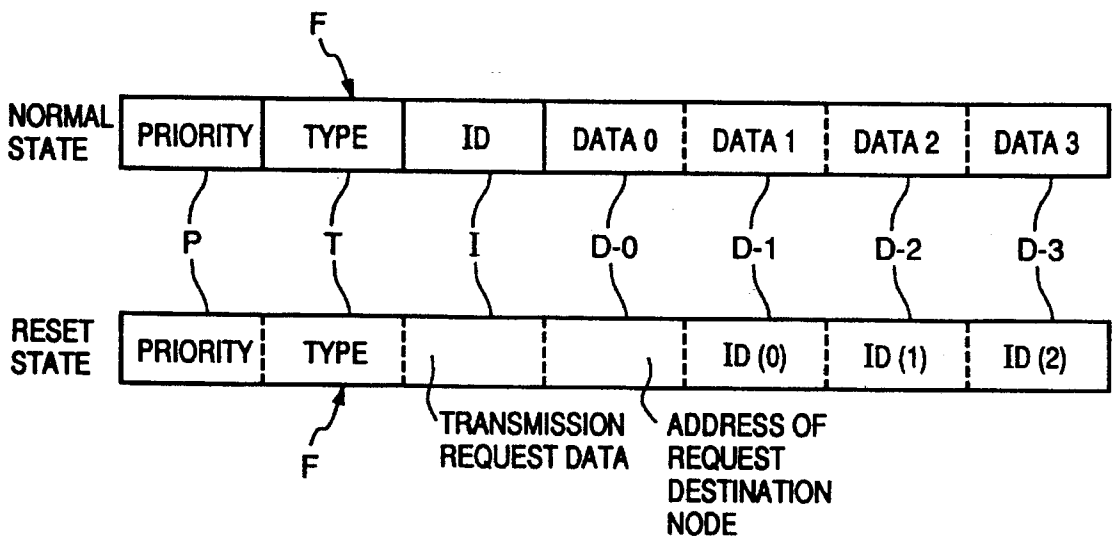 F
NORMAL
STATE
PRIORITY TYPE ID DATA 0 DATA 1 DATA 2 DATA 3
P T I D-0 D-1 D-2 D-3
RESET
STATE
PRIORITY TYPE ID (0) ID (1) ID (2)
F
TRANSMISSION
REQUEST DATA
ADDRESS OF
REQUEST
DESTINATION
NODE